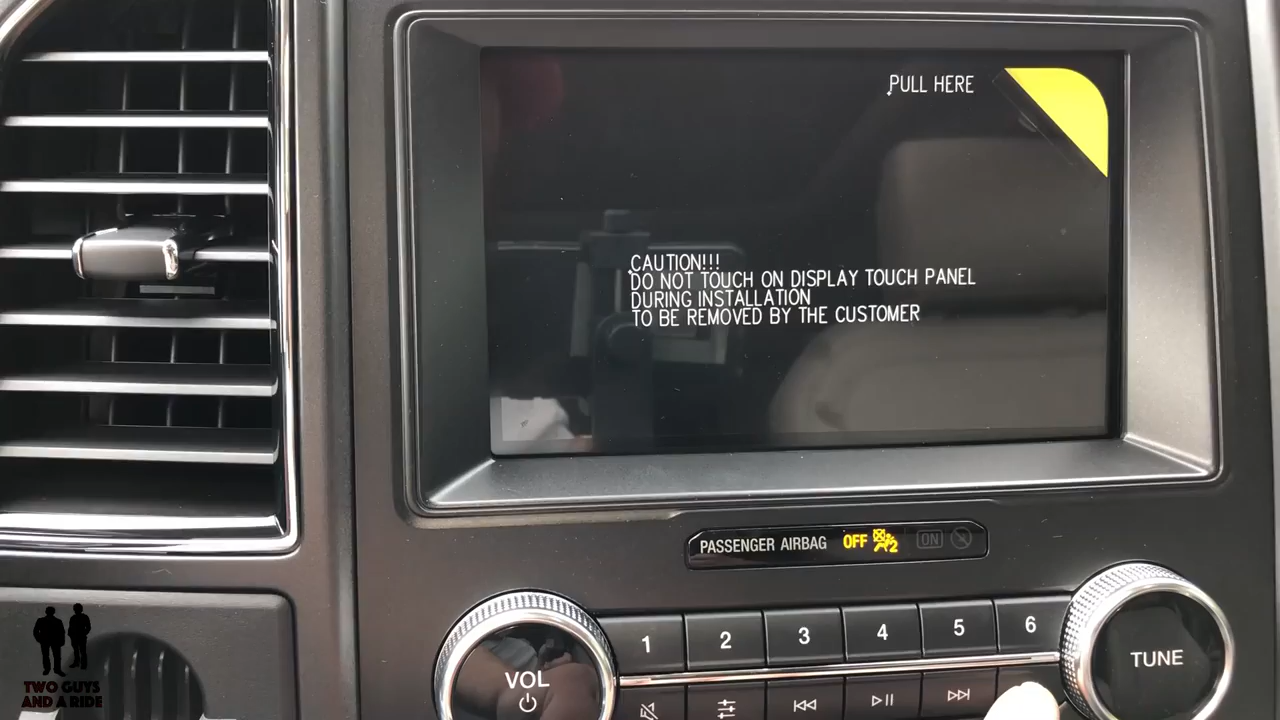 PULL HERE
CAUTION!!!
DO NOT TOUCH ON DISPLAY TOUCH PANEL
DURING INSTALLATION
TO BE REMOVED BY THE CUSTOMER
PASSENGER AIRBAG OFF 2 ON
1 2 3 4 5 6
VOL
TUNE
TWO GUYS
AND A RIDE